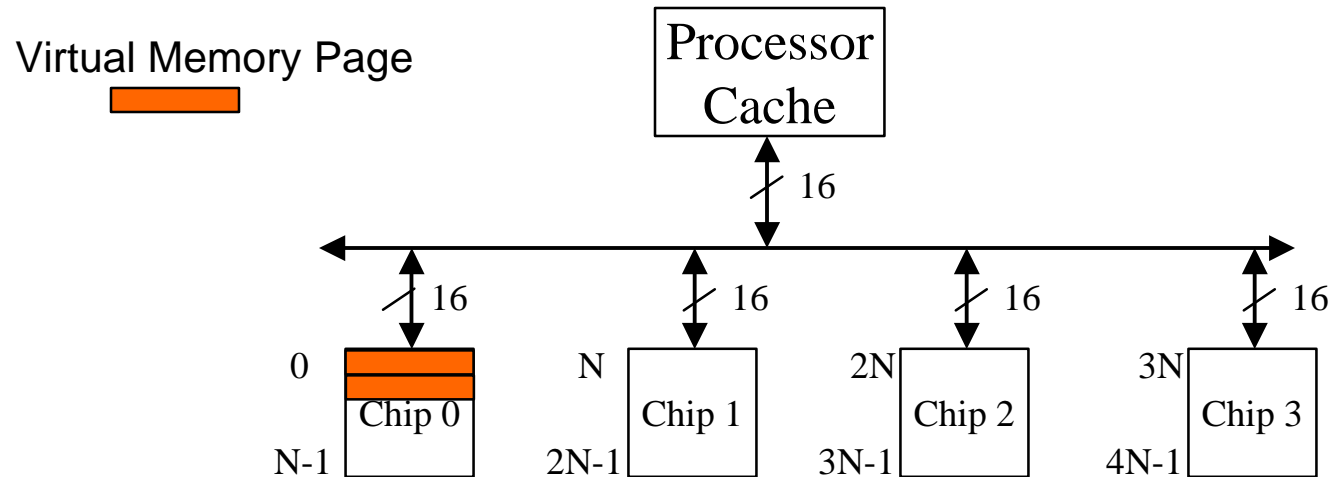 Virtual Memory Page
Processor
Cache
16
16
16
16
16
0
N
2N
3N
Chip 0
Chip 1
Chip 2
Chip 3
N-1
2N-1
3N-1
4N-1